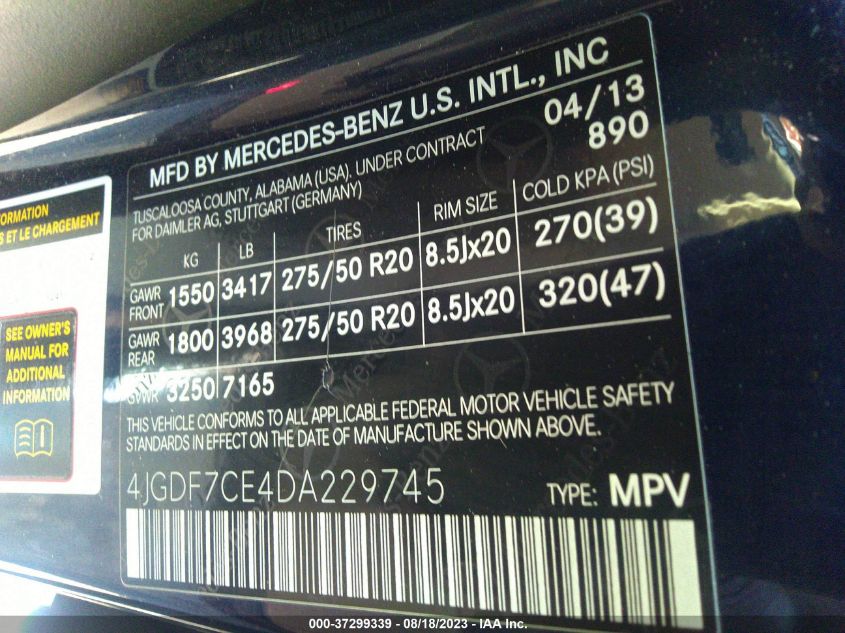 MFD BY MERCEDES-BENZ U.S. INTL., INC
TUSCALOOSA COUNTY, ALABAMA (USA), UNDER CONTRACT 04/13
FOR DAIMLER AG, STUTTGART (GERMANY) 890
KG LB TIRES RIM SIZE COLD KPA (PSI)
GAWR FRONT 1550 3417 275/50 R20 8.5Jx20 270(39)
GAWR REAR 1800 3968 275/50 R20 8.5Jx20 320(47)
GVWR 3250 7165
THIS VEHICLE CONFORMS TO ALL APPLICABLE FEDERAL MOTOR VEHICLE SAFETY
STANDARDS IN EFFECT ON THE DATE OF MANUFACTURE SHOWN ABOVE.
4JGDF7CE4DA229745 TYPE: MPV
S ET LE CHARGEMENT
SEE OWNER'S
MANUAL FOR
ADDITIONAL
INFORMATION
000-37299339 - 08/18/2023 - IAA Inc.